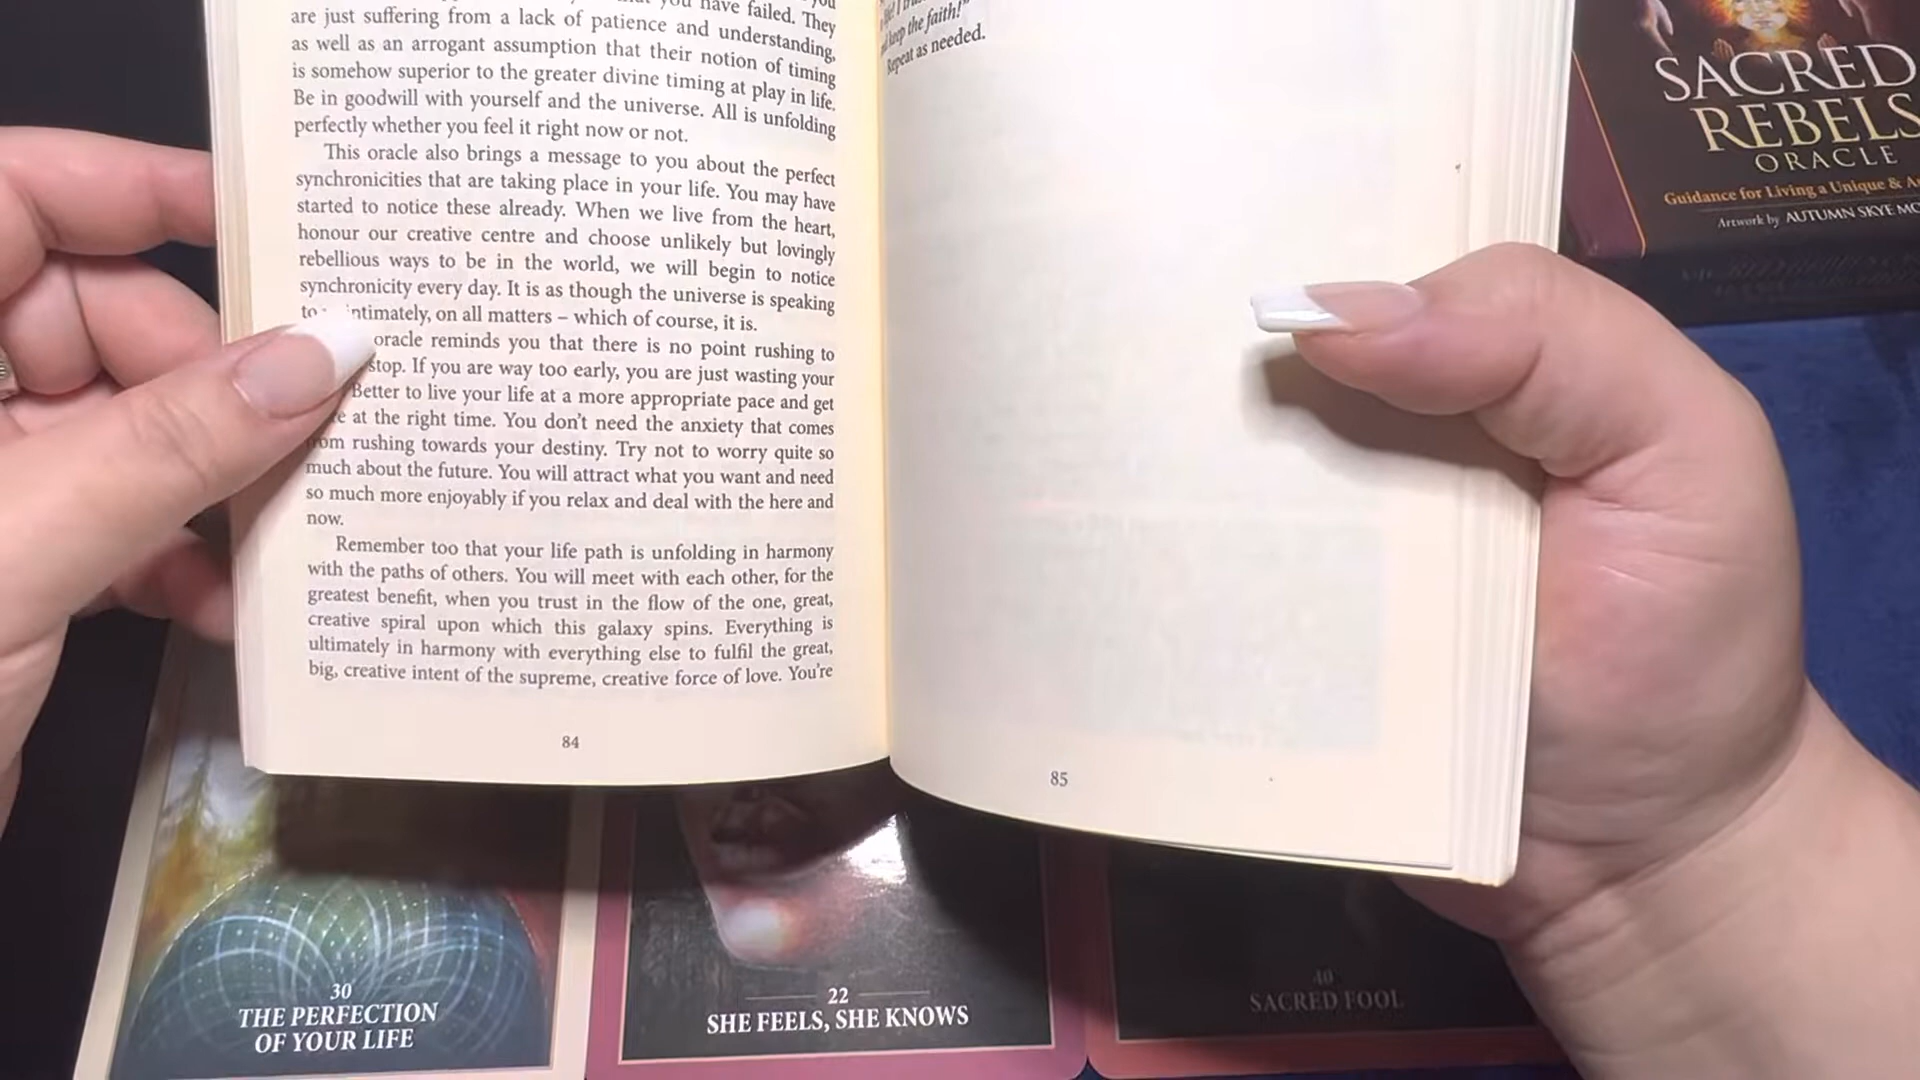 you
you have failed. They
are just suffering from a lack of patience and understanding,
as well as an arrogant assumption that their notion of timing
is somehow superior to the greater divine timing at play in life.
Be in goodwill with yourself and the universe. All is unfolding
perfectly whether you feel it right now or not.
This oracle also brings a message to you about the perfect
synchronicities that are taking place in your life. You may have
started to notice these already. When we live from the heart,
honour our creative centre and choose unlikely but lovingly
rebellious ways to be in the world, we will begin to notice
synchronicity every day. It is as though the universe is speaking
to intimately, on all matters – which of course, it is.
oracle reminds you that there is no point rushing to
stop. If you are way too early, you are just wasting your
Better to live your life at a more appropriate pace and get
at the right time. You don't need the anxiety that comes
from rushing towards your destiny. Try not to worry quite so
much about the future. You will attract what you want and need
so much more enjoyably if you relax and deal with the here and
now.
Remember too that your life path is unfolding in harmony
with the paths of others. You will meet with each other, for the
greatest benefit, when you trust in the flow of the one, great,
creative spiral upon which this galaxy spins. Everything is
ultimately in harmony with everything else to fulfil the great,
big, creative intent of the supreme, creative force of love. You're
84
keep the faith!"
Repeat as needed.
85
SACRED
REBELS
ORACLE
Guidance for Living a Unique &
Artwork by AUTUMN SKYE
30
THE PERFECTION
OF YOUR LIFE
22
SHE FEELS, SHE KNOWS
40
SACRED FOOL